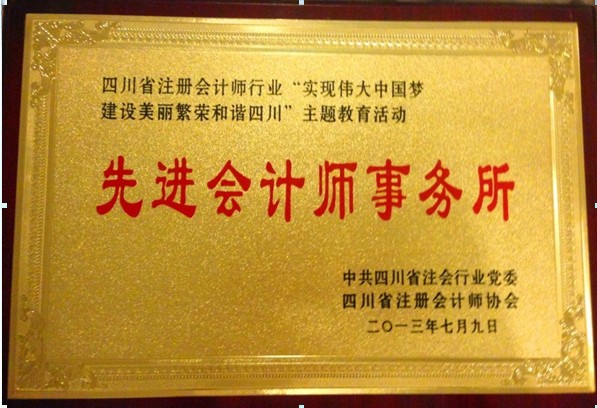 四川省注册会计师行业“实现伟大中国梦
建设美丽繁荣和谐四川”主题教育活动
先进会计师事务所
中共四川省注会行业党委
四川省注册会计师协会
二〇一三年七月九日